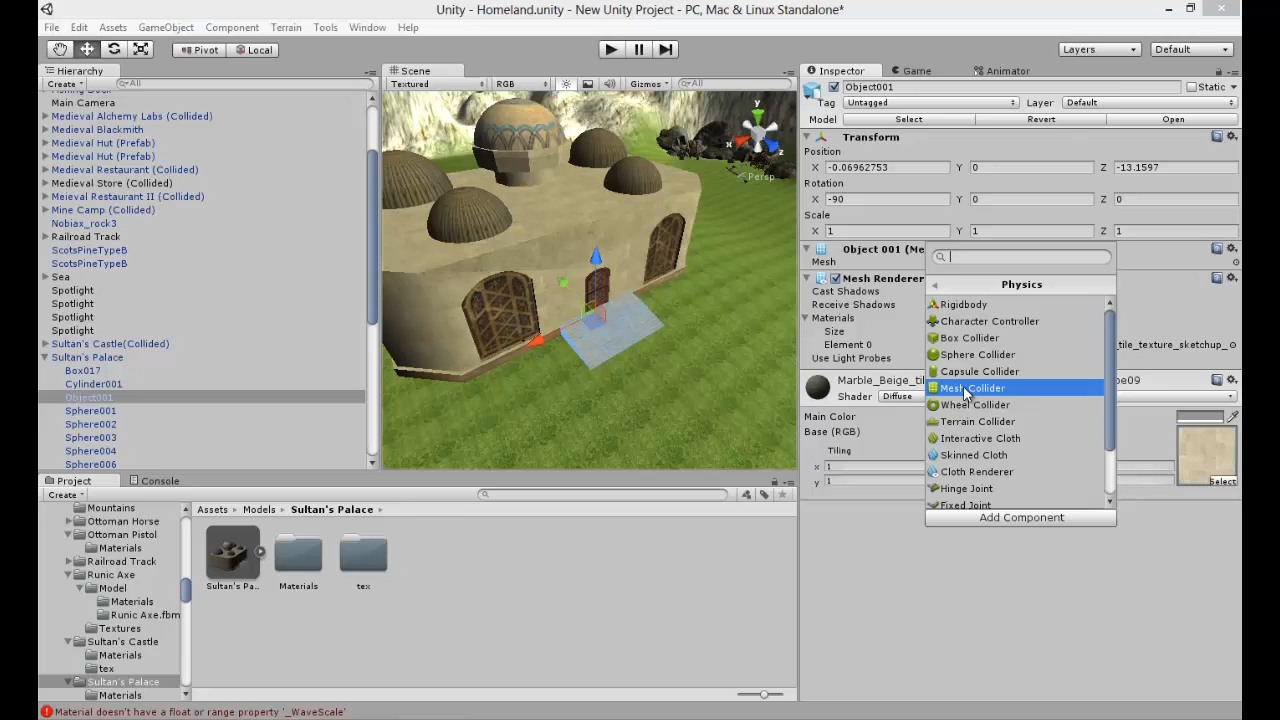 Unity - Homeland.unity - New Unity Project - PC, Mac & Linux Standalone*
File Edit Assets GameObject Component Terrain Tools Window Help
Pivot Local Layers Default
Hierarchy
Create All
Main Camera
Medieval Alchemy Labs (Collided)
Medieval Blacksmith
Medieval Hut (Prefab)
Medieval Hut (Prefab)
Medieval Restaurant (Collided)
Medieval Store (Collided)
Meieval Restaurant II (Collided)
Mine Camp (Collided)
Nobiax_rock3
Railroad Track
ScotsPineTypeB
ScotsPineTypeB
Sea
Spotlight
Spotlight
Spotlight
Spotlight
Sultan's Castle(Collided)
Sultan's Palace
Box017
Cylinder001
Object001
Sphere001
Sphere002
Sphere003
Sphere004
Sphere006
Scene
Textured RGB Gizmos All
y
x
z
Persp
Inspector Game Animator
Object001 Static
Tag Untagged Layer Default
Model Select Revert Open
Transform
Position
X -0.06962753 Y 0 Z -13.1597
Rotation
X -90 Y 0 Z 0
Scale
X 1 Y 1 Z 1
Object 001 (Me
Mesh
Mesh Renderer
Cast Shadows
Receive Shadows
Materials
Size
Element 0 _tile_texture_sketchup_
Use Light Probes
Marble_Beige_til pe09
Shader Diffuse
Main Color
Base (RGB)
Tiling
x 1
y 1
Select
Physics
Rigidbody
Character Controller
Box Collider
Sphere Collider
Capsule Collider
Mesh Collider
Wheel Collider
Terrain Collider
Interactive Cloth
Skinned Cloth
Cloth Renderer
Hinge Joint
Fixed Joint
Add Component
Project Console
Create
Mountains
Ottoman Horse
Ottoman Pistol
Materials
Railroad Track
Runic Axe
Model
Materials
Runic Axe.fbm
Textures
Sultan's Castle
Materials
tex
Sultan's Palace
Materials
Assets Models Sultan's Palace
Sultan's Pa... Materials tex
Material doesn't have a float or range property '_WaveScale'